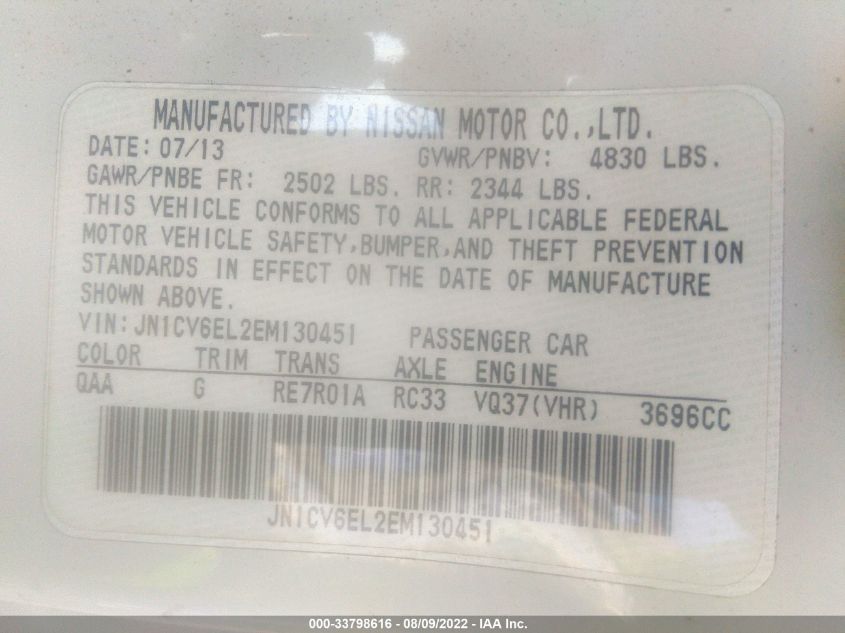 MANUFACTURED BY NISSAN MOTOR CO.,LTD.
DATE: 07/13 GVWR/PNBV: 4830 LBS.
GAWR/PNBE FR: 2502 LBS. RR: 2344 LBS.
THIS VEHICLE CONFORMS TO ALL APPLICABLE FEDERAL
MOTOR VEHICLE SAFETY,BUMPER,AND THEFT PREVENTION
STANDARDS IN EFFECT ON THE DATE OF MANUFACTURE
SHOWN ABOVE.
VIN: JN1CV6EL2EM130451 PASSENGER CAR
COLOR TRIM TRANS AXLE ENGINE
QAA G RE7R01A RC33 VQ37(VHR) 3696CC
JN1CV6EL2EM130451
000-33798616 - 08/09/2022 - IAA Inc.